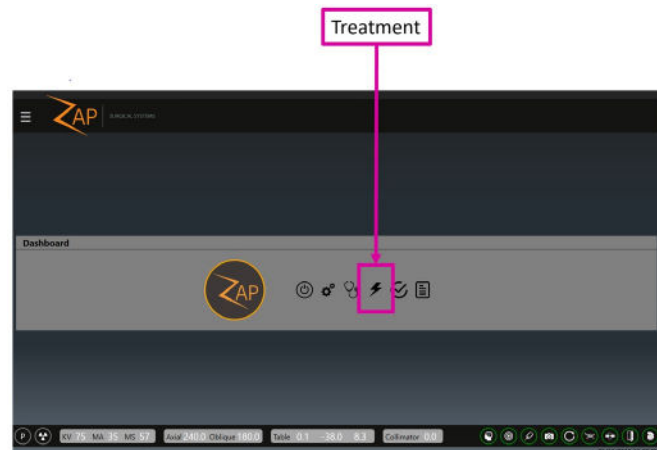 Treatment
ZAP SURGICAL SYSTEMS
Dashboard
ZAP
P KV 75 MA 35 MS 57 Axial 240.0 Oblique 180.0 Table 0.1 -38.0 8.3 Collimator 0.0